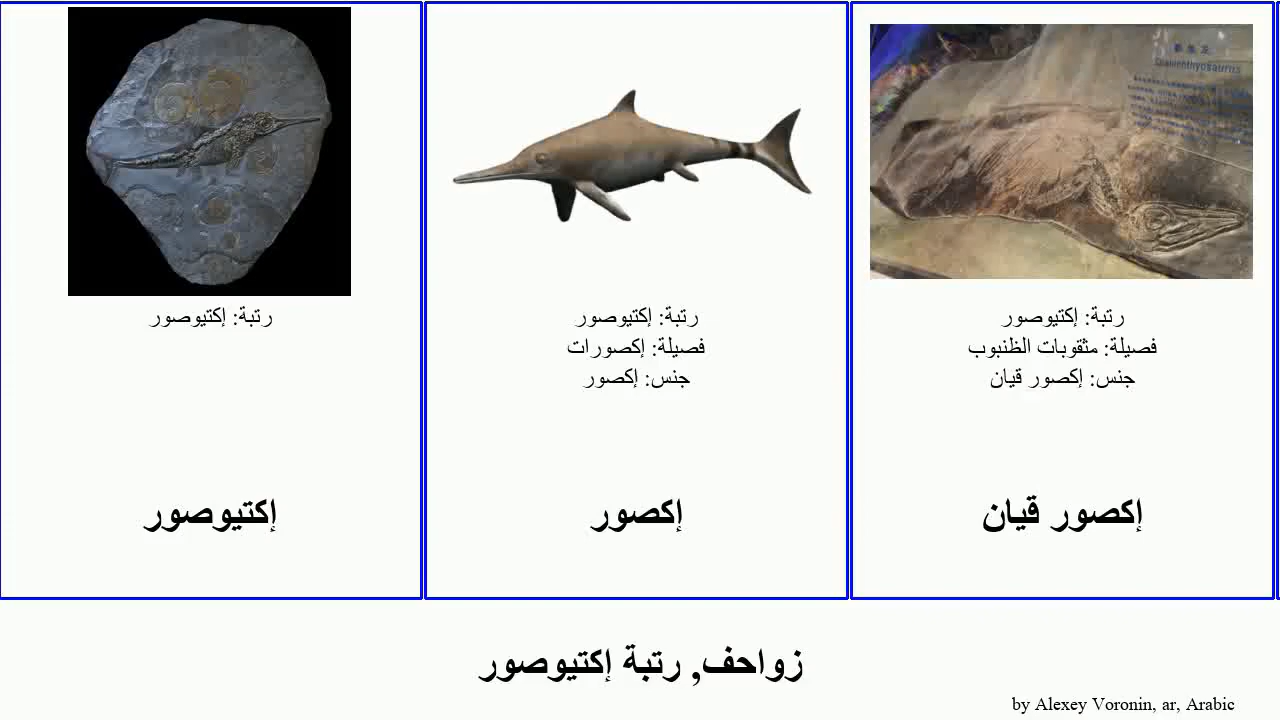 رتبة: إكتيوصور
إكتيوصور
رتبة: إكتيوصور
فصيلة: إكصورات
جنس: إكصور
إكصور
Qianichthyosaurus
رتبة: إكتيوصور
فصيلة: مثقوبات الظنبوب
جنس: إكصور قيان
إكصور قيان
زواحف, رتبة إكتيوصور
by Alexey Voronin, ar, Arabic